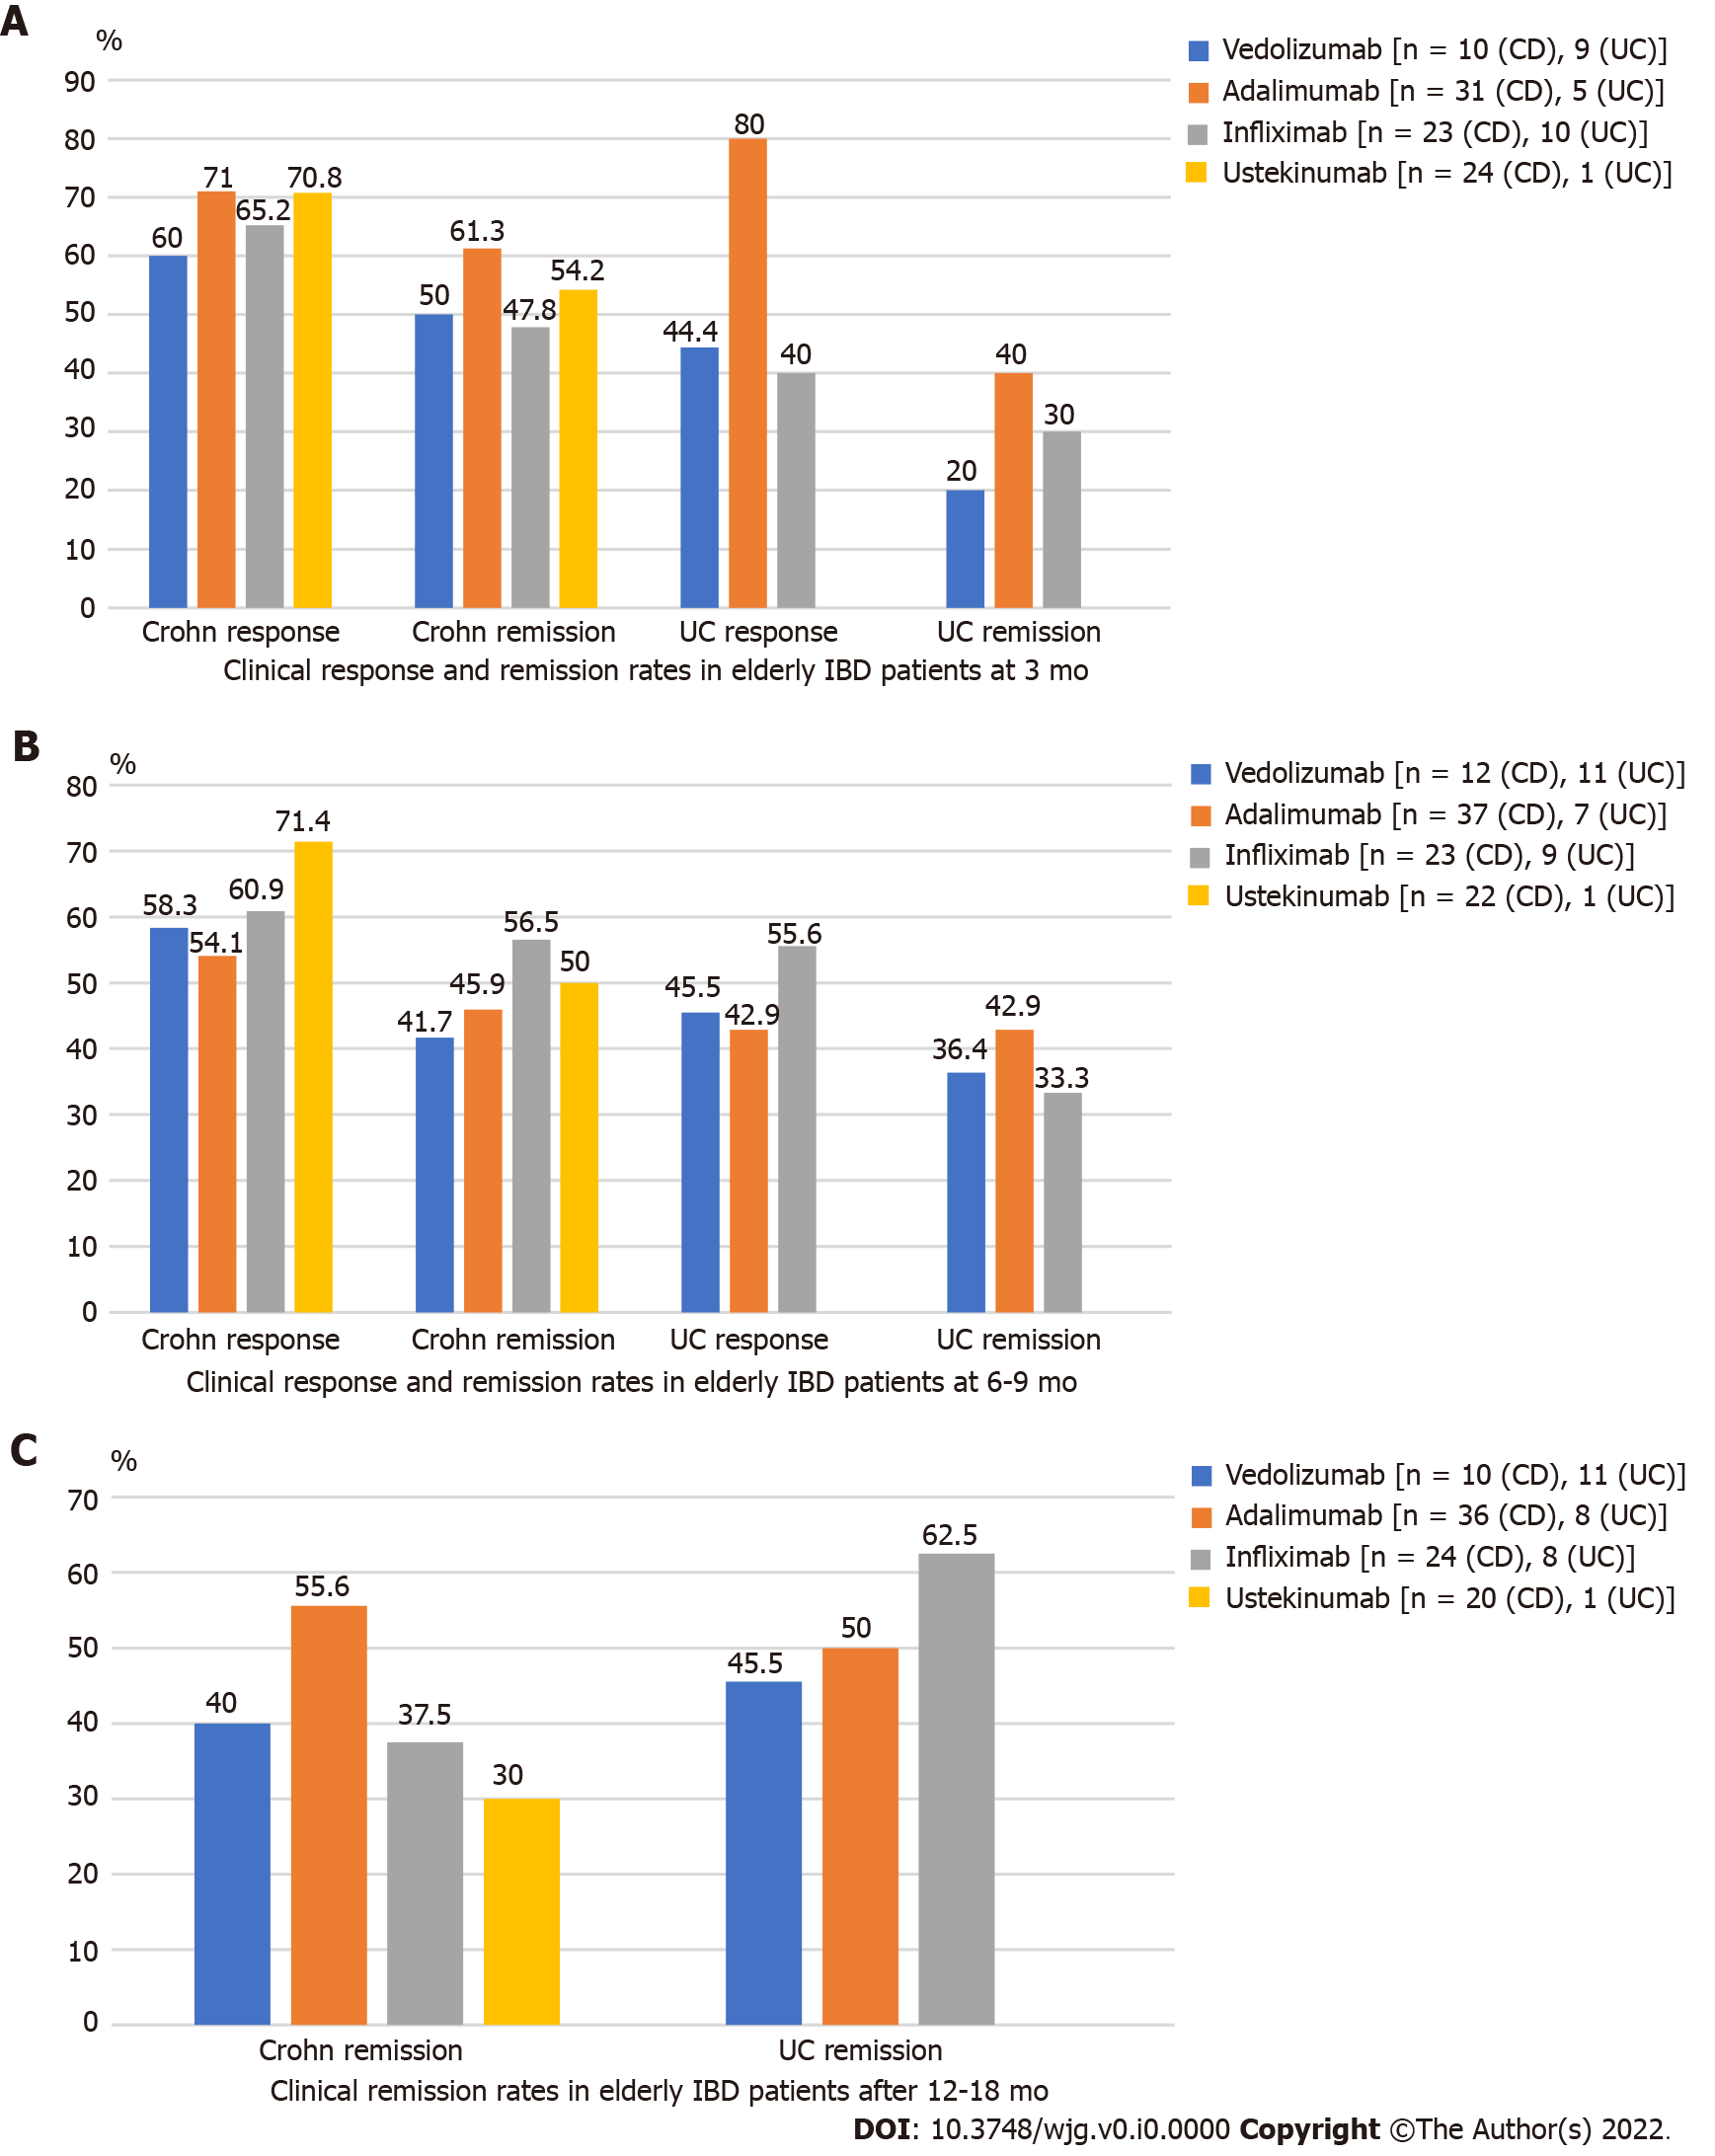 A
%
Vedolizumab [n = 10 (CD), 9 (UC)]
Adalimumab [n = 31 (CD), 5 (UC)]
Infliximab [n = 23 (CD), 10 (UC)]
Ustekinumab [n = 24 (CD), 1 (UC)]
90
80
70
60
50
40
30
20
10
0
60
71
65.2
70.8
50
61.3
47.8
54.2
44.4
80
40
20
40
30
Crohn response Crohn remission UC response UC remission
Clinical response and remission rates in elderly IBD patients at 3 mo
B
%
Vedolizumab [n = 12 (CD), 11 (UC)]
Adalimumab [n = 37 (CD), 7 (UC)]
Infliximab [n = 23 (CD), 9 (UC)]
Ustekinumab [n = 22 (CD), 1 (UC)]
80
70
60
50
40
30
20
10
0
58.3
54.1
60.9
71.4
41.7
45.9
56.5
50
45.5
42.9
55.6
36.4
42.9
33.3
Crohn response Crohn remission UC response UC remission
Clinical response and remission rates in elderly IBD patients at 6-9 mo
C
%
Vedolizumab [n = 10 (CD), 11 (UC)]
Adalimumab [n = 36 (CD), 8 (UC)]
Infliximab [n = 24 (CD), 8 (UC)]
Ustekinumab [n = 20 (CD), 1 (UC)]
70
60
50
40
30
20
10
0
40
55.6
37.5
30
45.5
50
62.5
Crohn remission UC remission
Clinical remission rates in elderly IBD patients after 12-18 mo
DOI: 10.3748/wjg.v0.i0.0000 Copyright ©The Author(s) 2022.